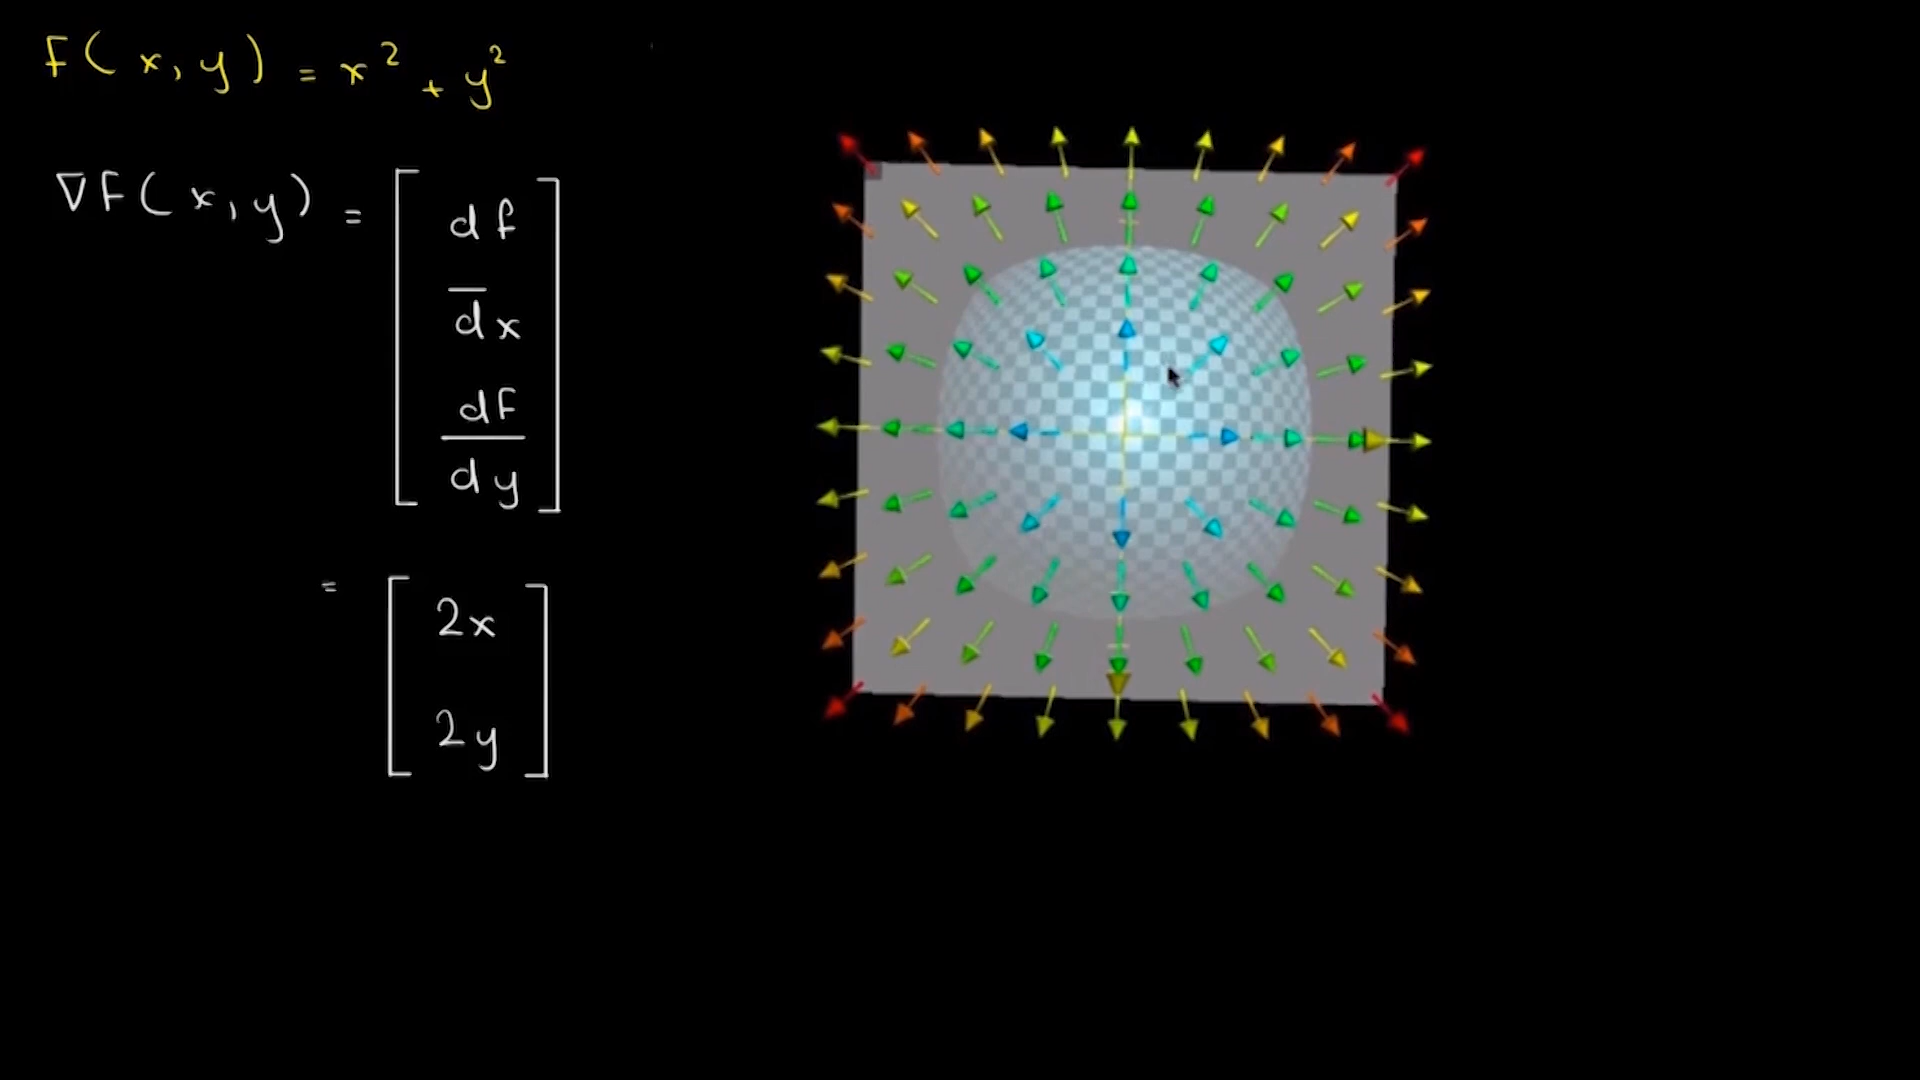 F(x,y) = x² + y²
∇F(x,y) =
df
dx
dF
dy
=
2x
2y